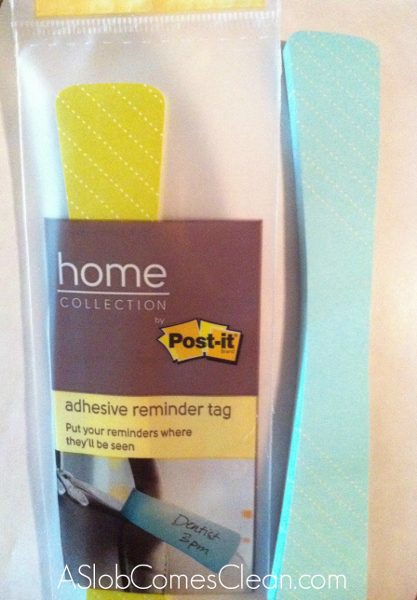 home
COLLECTION
by
Post-it
BRAND
adhesive reminder tag
Put your reminders where
they'll be seen
Dentist
3pm
ASlobComesClean.com